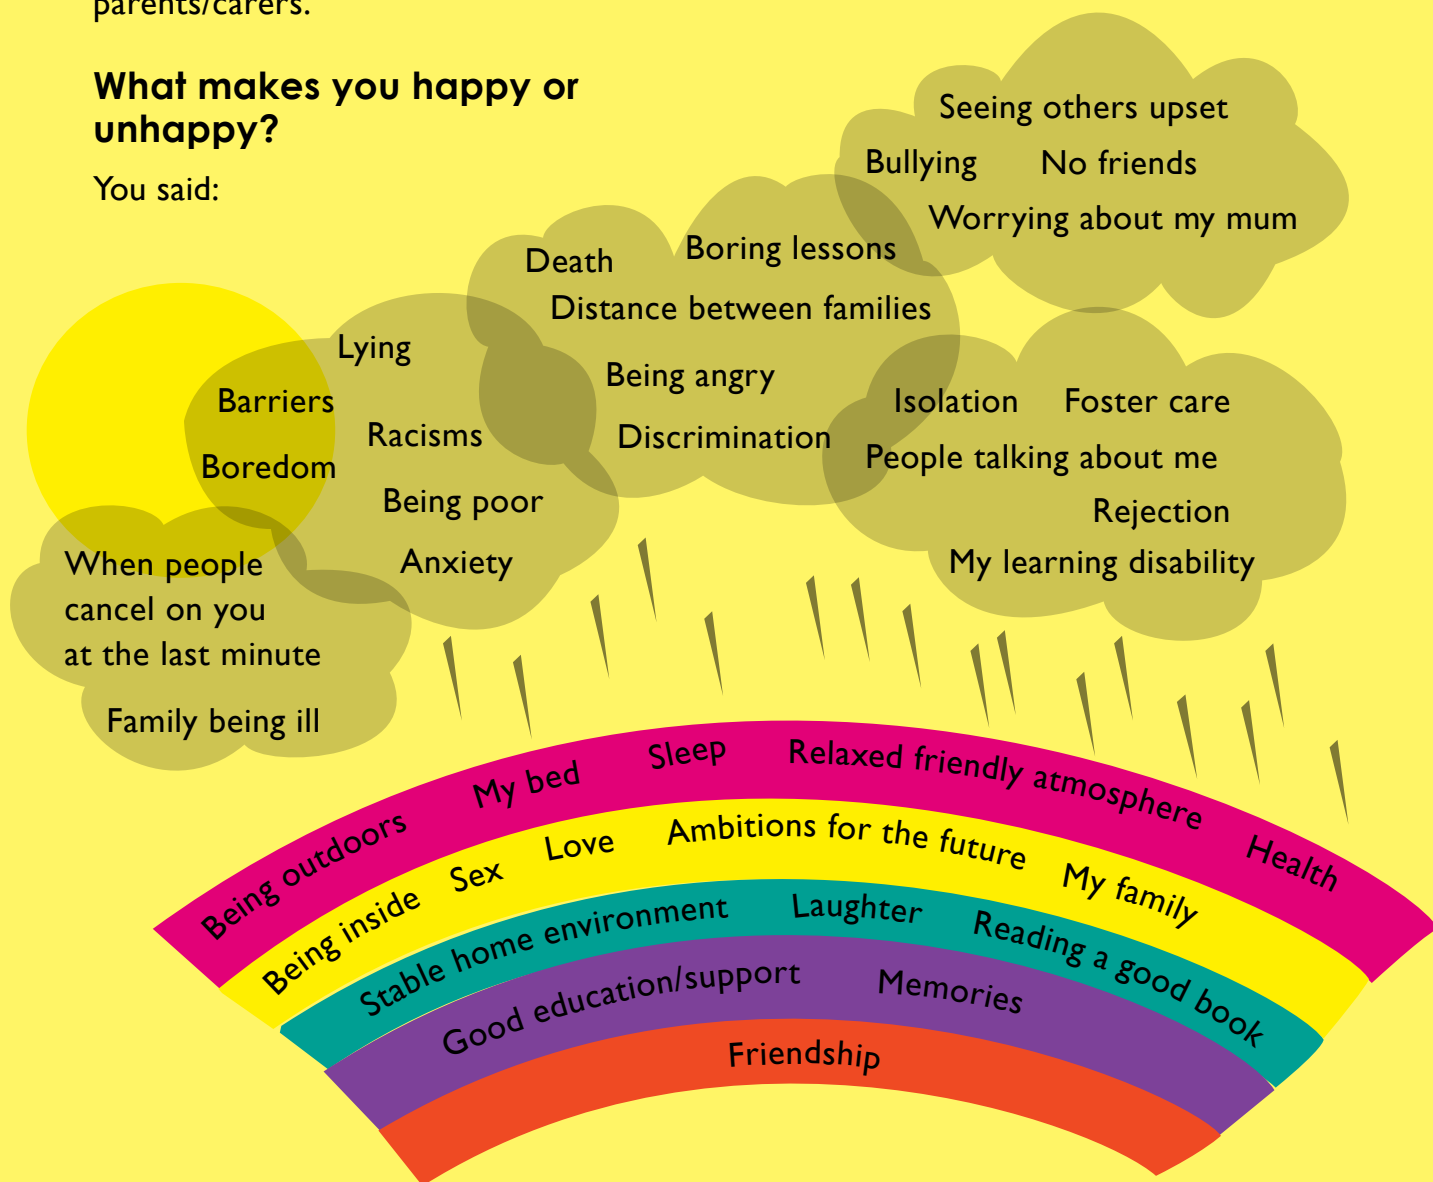 parents/carers.
What makes you happy or
unhappy?
You said:
Seeing others upset
Bullying No friends
Worrying about my mum
Death Boring lessons
Distance between families
Being angry
Discrimination
Lying
Barriers
Racisms
Boredom
Being poor
Anxiety
Isolation Foster care
People talking about me
Rejection
My learning disability
When people
cancel on you
at the last minute
Family being ill
Being outdoors My bed Sleep Relaxed friendly atmosphere Health
Being inside Sex Love Ambitions for the future My family
Stable home environment Laughter Reading a good book
Good education/support Memories
Friendship